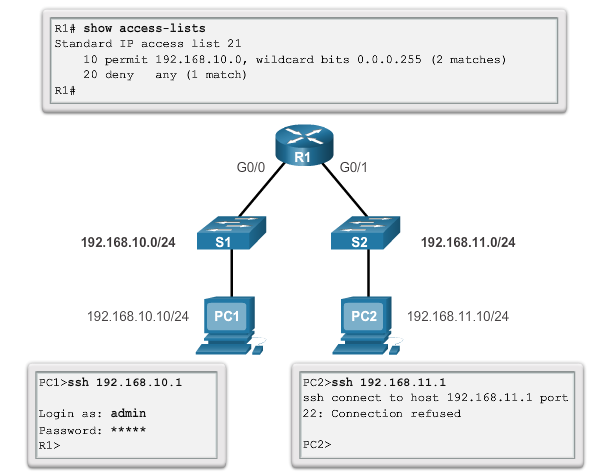 R1# show access-lists
Standard IP access list 21
10 permit 192.168.10.0, wildcard bits 0.0.0.255 (2 matches)
20 deny any (1 match)
R1#
R1
G0/0
G0/1
192.168.10.0/24
S1
S2
192.168.11.0/24
192.168.10.10/24
PC1
PC2
192.168.11.10/24
PC1>ssh 192.168.10.1
Login as: admin
Password: *****
R1>
PC2>ssh 192.168.11.1
ssh connect to host 192.168.11.1 port
22: Connection refused
PC2>